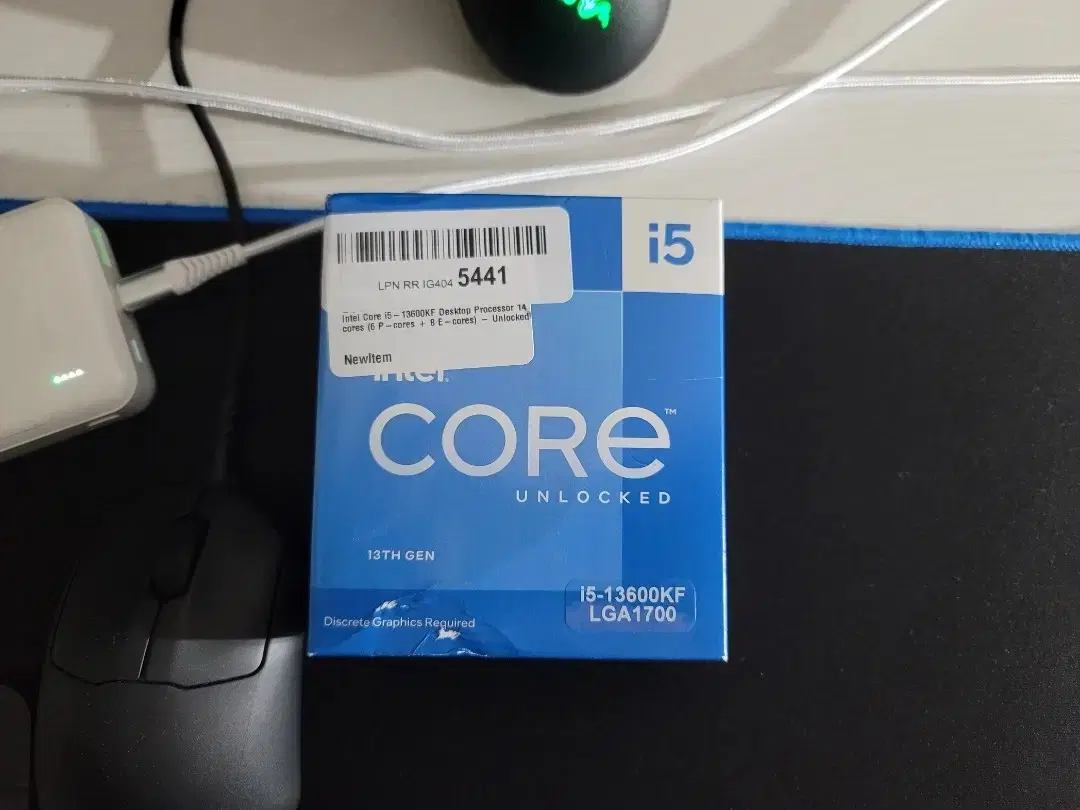 i5
LPN RR IG404 5441
Intel Core i5 – 13600KF Desktop Processor 14
cores (6 P – cores + 8 E – cores) – Unlocked
NewItem
intel.
CORe™
UNLOCKED
13TH GEN
i5-13600KF
LGA1700
Discrete Graphics Required